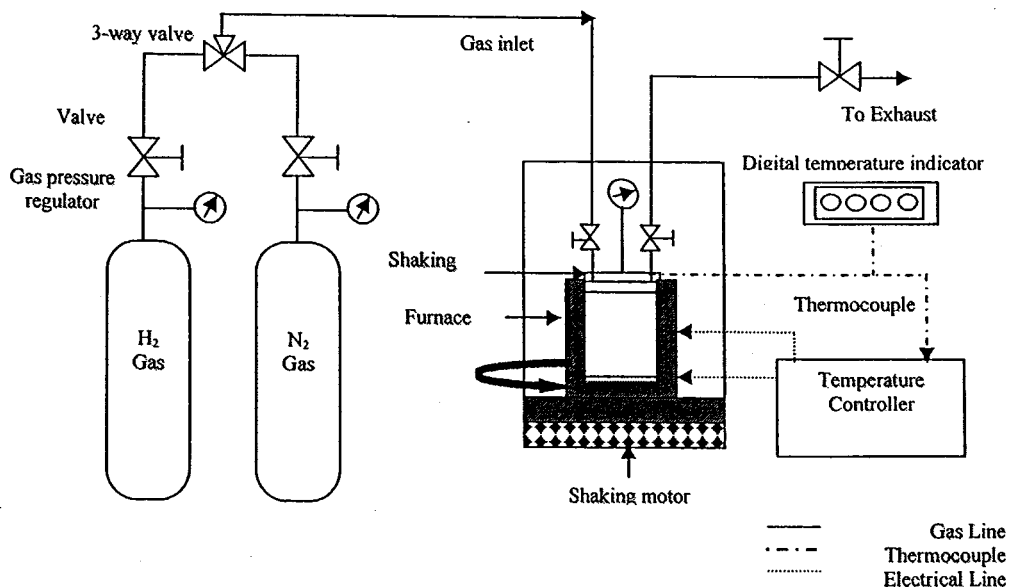 3-way valve
Gas inlet
Valve
To Exhaust
Gas pressure
regulator
Digital temperature indicator
Shaking
Thermocouple
Furnace
H₂
Gas
N₂
Gas
Temperature
Controller
Shaking motor
Gas Line
Thermocouple
Electrical Line